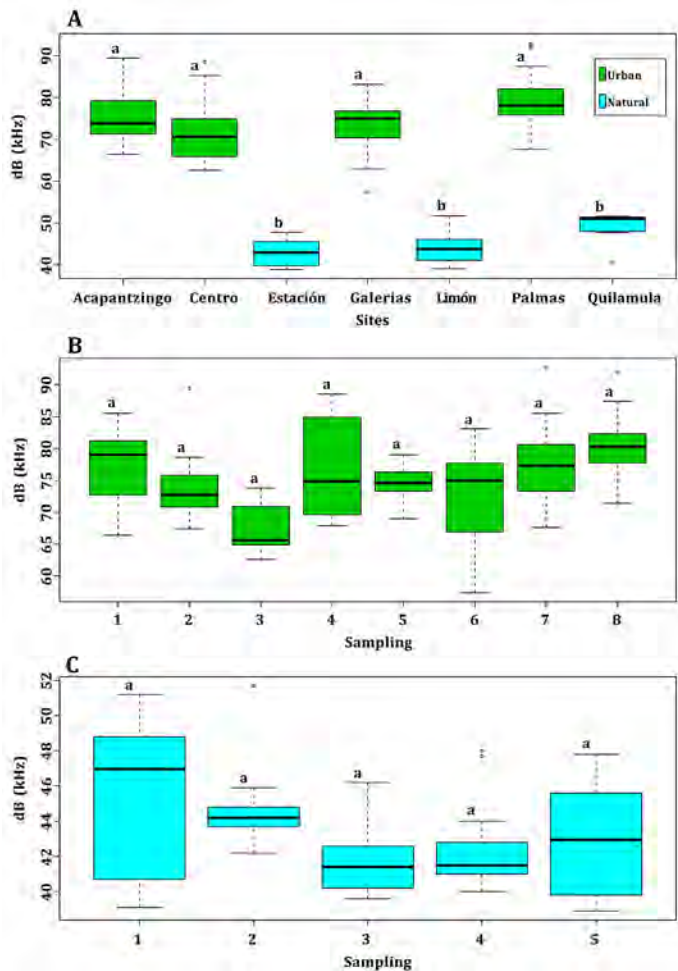 A
dB (kHz)
90
80
70
60
50
40
a
a
b
a
b
a
b
Urban
Natural
Acapantzingo
Centro
Estación
Galerias
Limón
Palmas
Quilamula
Sites
B
dB (kHz)
90
85
80
75
70
65
60
a
a
a
a
a
a
a
a
1
2
3
4
5
6
7
8
Sampling
C
dB (kHz)
52
50
48
46
44
42
40
a
a
a
a
a
1
2
3
4
5
Sampling